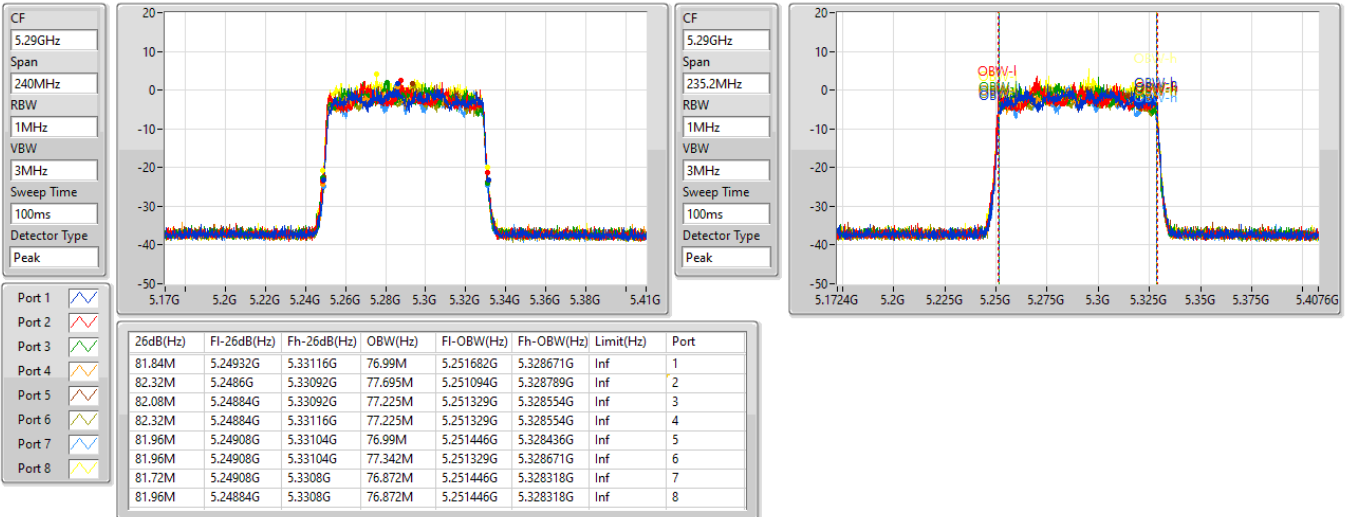 CF
5.29GHz
Span
240MHz
RBW
1MHz
VBW
3MHz
Sweep Time
100ms
Detector Type
Peak
20
10
0
-10
-20
-30
-40
-50
5.17G 5.2G 5.22G 5.24G 5.26G 5.28G 5.3G 5.32G 5.34G 5.36G 5.38G 5.41G
CF
5.29GHz
Span
235.2MHz
RBW
1MHz
VBW
3MHz
Sweep Time
100ms
Detector Type
Peak
20
10
0
-10
-20
-30
-40
-50
OBW-l
5.1724G 5.2G 5.225G 5.25G 5.275G 5.3G 5.325G 5.35G 5.375G 5.4076G
Port 1
Port 2
Port 3
Port 4
Port 5
Port 6
Port 7
Port 8
26dB(Hz) Fl-26dB(Hz) Fh-26dB(Hz) OBW(Hz) Fl-OBW(Hz) Fh-OBW(Hz) Limit(Hz) Port
81.84M 5.24932G 5.33116G 76.99M 5.251682G 5.328671G Inf 1
82.32M 5.2486G 5.33092G 77.695M 5.251094G 5.328789G Inf 2
82.08M 5.24884G 5.33092G 77.225M 5.251329G 5.328554G Inf 3
82.32M 5.24884G 5.33116G 77.225M 5.251329G 5.328554G Inf 4
81.96M 5.24908G 5.33104G 76.99M 5.251446G 5.328436G Inf 5
81.96M 5.24908G 5.33104G 77.342M 5.251329G 5.328671G Inf 6
81.72M 5.24908G 5.3308G 76.872M 5.251446G 5.328318G Inf 7
81.96M 5.24884G 5.3308G 76.872M 5.251446G 5.328318G Inf 8